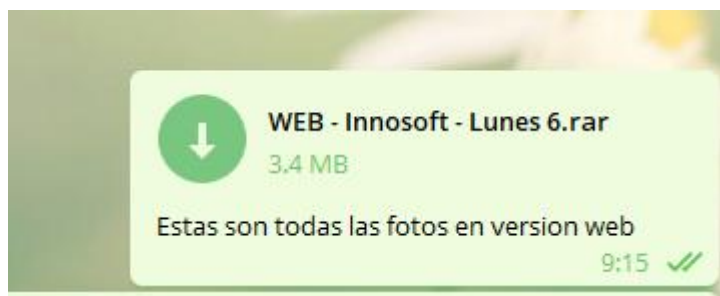 WEB - Innosoft - Lunes 6.rar
3.4 MB
Estas son todas las fotos en version web
9:15